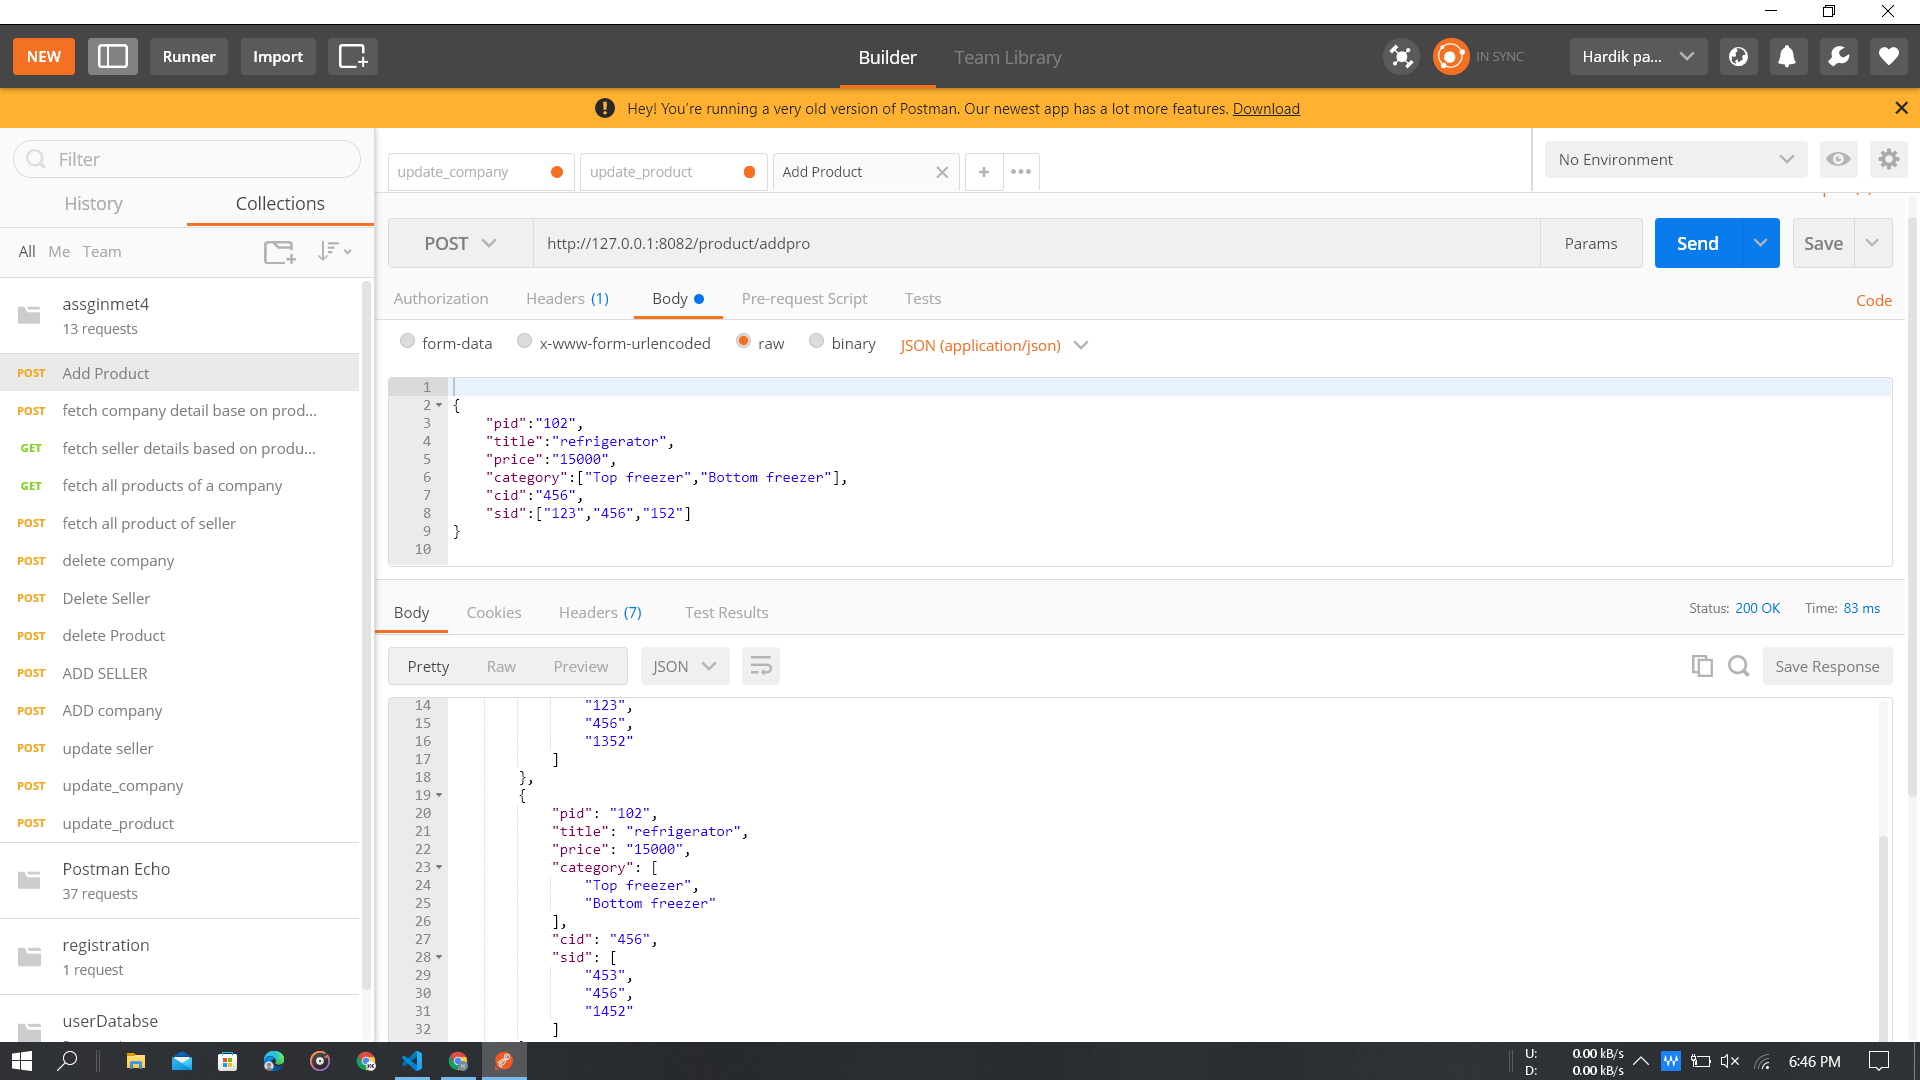 NEW
Runner
Import
Builder
Team Library
IN SYNC
Hardik pa...
Hey! You're running a very old version of Postman. Our newest app has a lot more features. Download
Filter
History
Collections
All Me Team
assginmet4
13 requests
POST Add Product
POST fetch company detail base on prod...
GET fetch seller details based on produ...
GET fetch all products of a company
POST fetch all product of seller
POST delete company
POST Delete Seller
POST delete Product
POST ADD SELLER
POST ADD company
POST update seller
POST update_company
POST update_product
Postman Echo
37 requests
registration
1 request
userDatabse
update_company
update_product
Add Product
No Environment
POST
http://127.0.0.1:8082/product/addpro
Params
Send
Save
Authorization
Headers (1)
Body
Pre-request Script
Tests
Code
form-data
x-www-form-urlencoded
raw
binary
JSON (application/json)
1
2 {
3 "pid":"102",
4 "title":"refrigerator",
5 "price":"15000",
6 "category":["Top freezer","Bottom freezer"],
7 "cid":"456",
8 "sid":["123","456","152"]
9 }
10
Body
Cookies
Headers (7)
Test Results
Status: 200 OK
Time: 83 ms
Pretty
Raw
Preview
JSON
Save Response
14 "123",
15 "456",
16 "1352"
17 ]
18 },
19 {
20 "pid": "102",
21 "title": "refrigerator",
22 "price": "15000",
23 "category": [
24 "Top freezer",
25 "Bottom freezer"
26 ],
27 "cid": "456",
28 "sid": [
29 "453",
30 "456",
31 "1452"
32 ]
U: 0.00 kB/s
D: 0.00 kB/s
6:46 PM